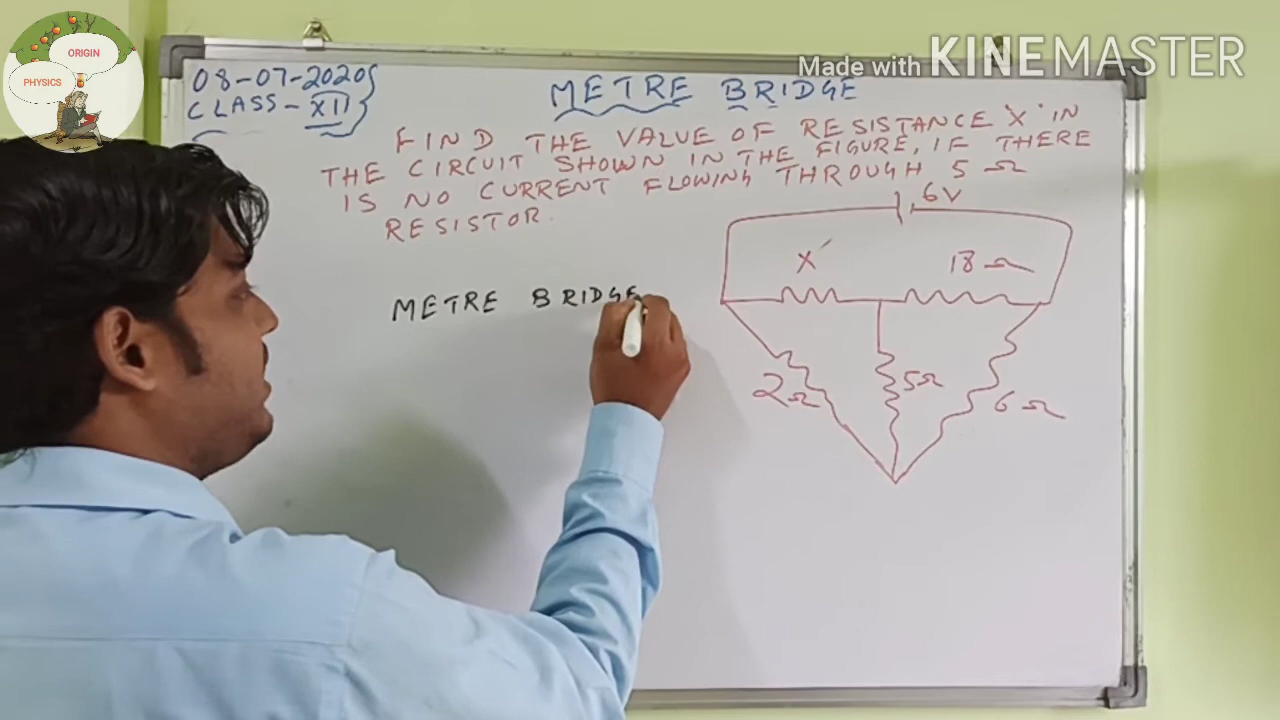 ORIGIN
PHYSICS
Made with KINEMASTER
08-07-2020
CLASS-XII
METRE BRIDGE
FIND THE VALUE OF RESISTANCE 'X' IN
THE CIRCUIT SHOWN IN THE FIGURE, IF THERE
IS NO CURRENT FLOWING THROUGH 5 Ω
RESISTOR.
6V
X
18 Ω
METRE BRIDGE
2 Ω
5 Ω
6 Ω